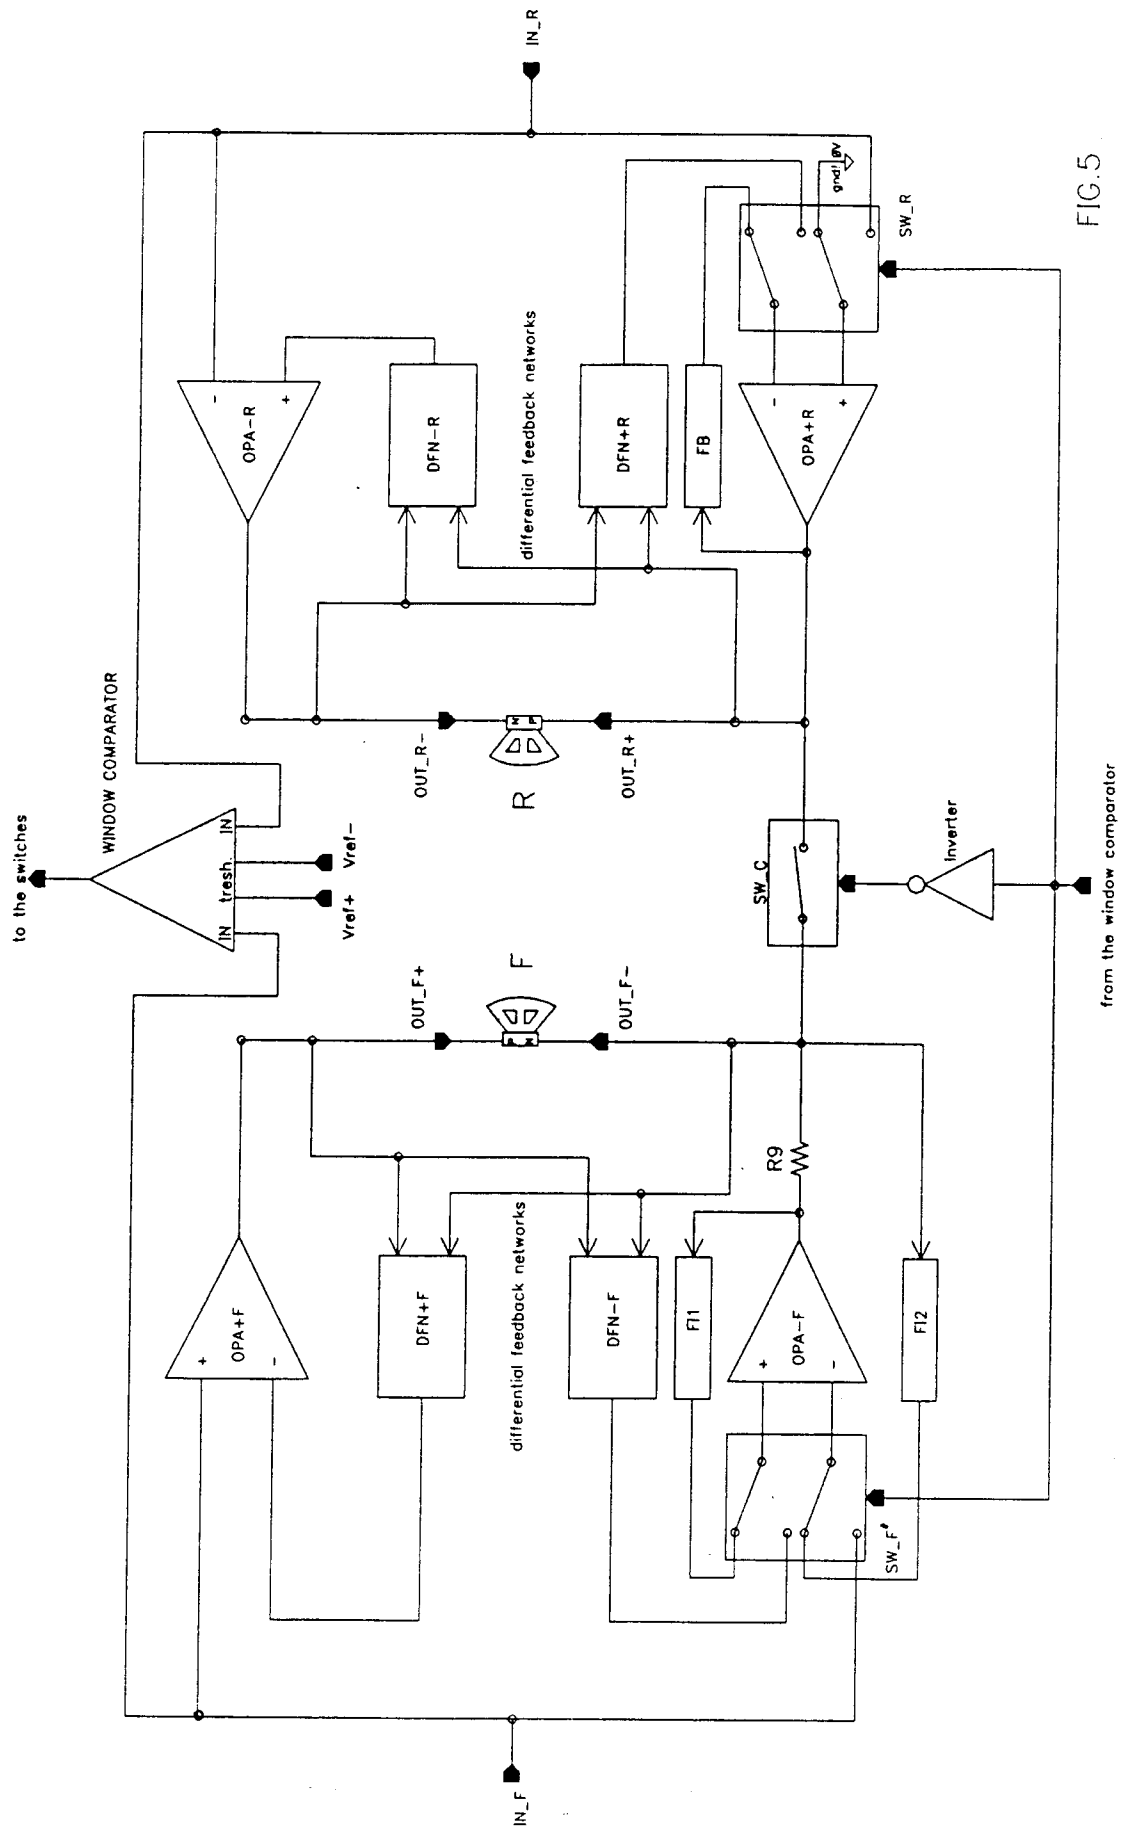 to the switches
WINDOW COMPARATOR
IN
tresh.
IN
Vref+
Vref-
IN_F
IN_R
OPA+F
+
-
OPA-R
-
+
DFN+F
DFN-R
OUT_F+
OUT_R-
F
R
P
N
N
P
OUT_F-
OUT_R+
differential feedback networks
differential feedback networks
DFN-F
DFN+R
FI1
FB
R9
OPA-F
+
-
OPA+R
-
+
SW_C
gnd! 0V
FI2
SW_F'
SW_R
Inverter
from the window comparator
FIG.5